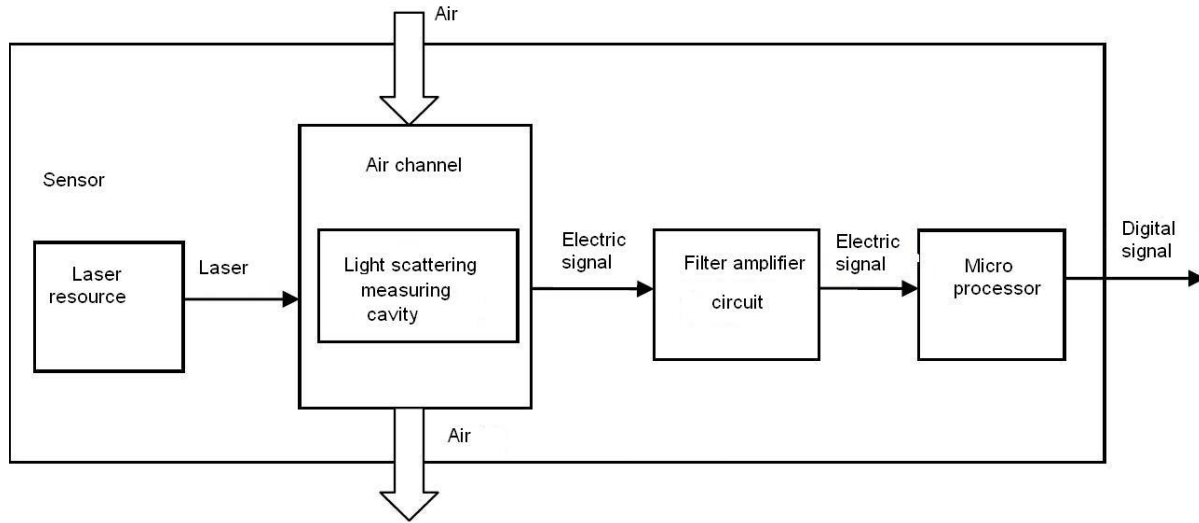 Air
Air channel
Sensor
Laser
resource
Laser
Light scattering
measuring
cavity
Electric
signal
Filter amplifier
circuit
Electric
signal
Micro
processor
Digital
signal
Air